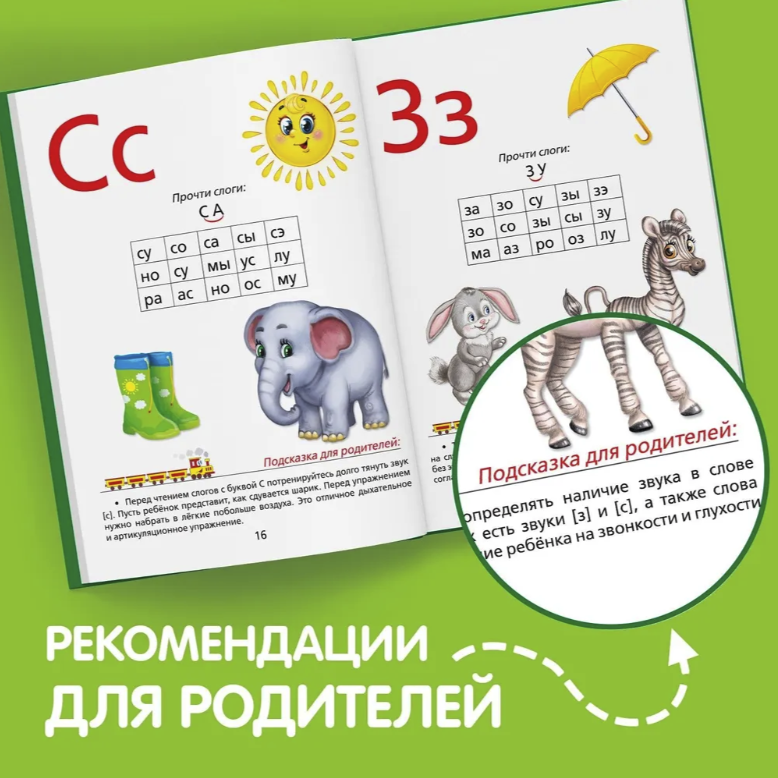 Сс
Прочти слоги:
СА
су со са сы сэ
но су мы ус лу
ра ас но ос му
Подсказка для родителей:
• Перед чтением слогов с буквой С потренируйтесь долго тянуть звук
[с]. Пусть ребёнок представит, как сдувается шарик. Перед упражнением
нужно набрать в лёгкие побольше воздуха. Это отличное дыхательное
и артикуляционное упражнение.
16
Зз
Прочти слоги:
ЗУ
за зо су зы зэ
зо со зы сы зу
ма аз ро оз лу
на
без
Подсказка для родителей:
определять наличие звука в слове
есть звуки [з] и [с], а также слова
ребёнка на звонкости и глухости
РЕКОМЕНДАЦИИ
ДЛЯ РОДИТЕЛЕЙ